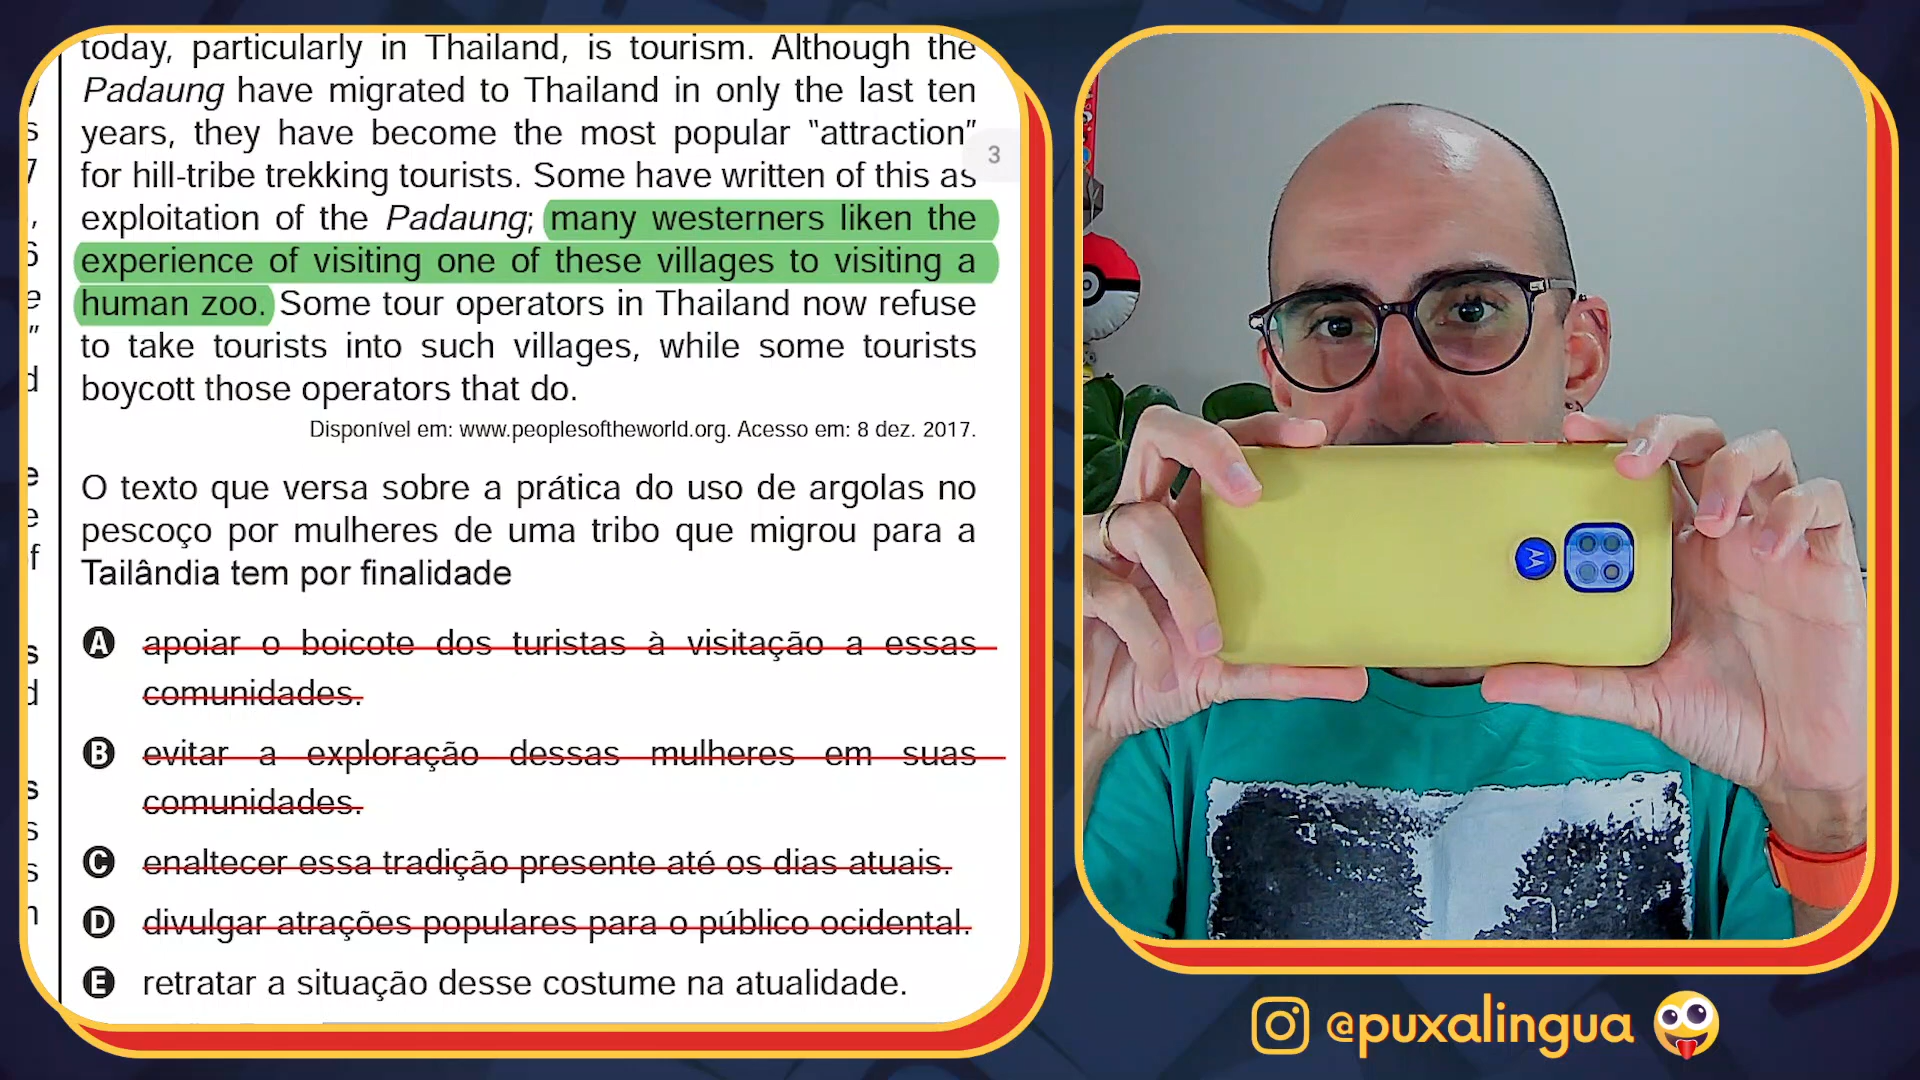 today, particularly in Thailand, is tourism. Although the
Padaung have migrated to Thailand in only the last ten
years, they have become the most popular “attraction”
for hill-tribe trekking tourists. Some have written of this as
exploitation of the Padaung; many westerners liken the
experience of visiting one of these villages to visiting a
human zoo. Some tour operators in Thailand now refuse
to take tourists into such villages, while some tourists
boycott those operators that do.
Disponível em: www.peoplesoftheworld.org. Acesso em: 8 dez. 2017.
O texto que versa sobre a prática do uso de argolas no
pescoço por mulheres de uma tribo que migrou para a
Tailândia tem por finalidade
A apoiar o boicote dos turistas à visitação a essas
comunidades.
B evitar a exploração dessas mulheres em suas
comunidades.
C enaltecer essa tradição presente até os dias atuais.
D divulgar atrações populares para o público ocidental.
E retratar a situação desse costume na atualidade.
3
@puxalingua